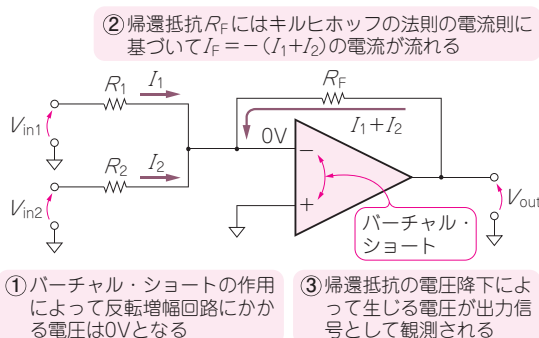 ②帰還抵抗RFにはキルヒホッフの法則の電流則に
基づいてIF＝−(I1+I2)の電流が流れる
R1
I1
RF
Vin1
0V
I1+I2
R2
I2
−
+
Vin2
Vout
バーチャル・
ショート
①バーチャル・ショートの作用
によって反転増幅回路にかか
る電圧は0Vとなる
③帰還抵抗の電圧降下によ
って生じる電圧が出力信
号として観測される